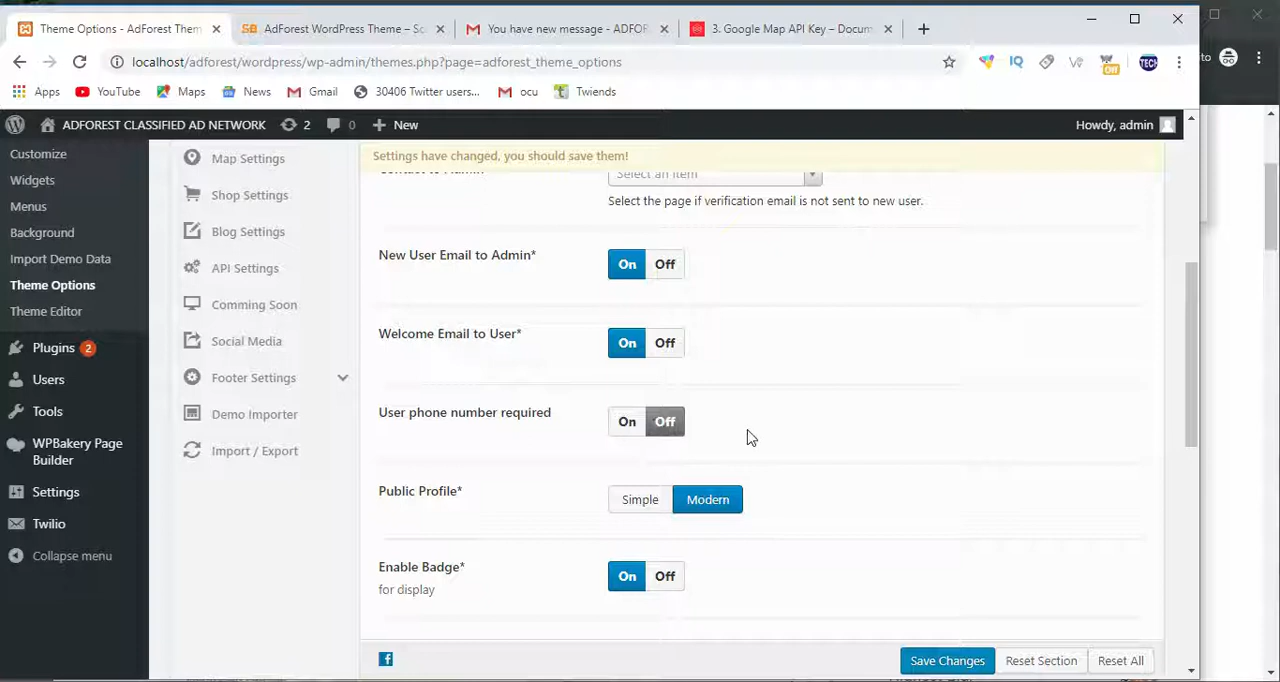 Theme Options - AdForest Them
AdForest WordPress Theme – Sc
You have new message - ADFOR
3. Google Map API Key – Docum
localhost/adforest/wordpress/wp-admin/themes.php?page=adforest_theme_options
Apps
YouTube
Maps
News
Gmail
30406 Twitter users...
ocu
Twiends
ADFOREST CLASSIFIED AD NETWORK
2
0
New
Howdy, admin
Customize
Widgets
Menus
Background
Import Demo Data
Theme Options
Theme Editor
Plugins 2
Users
Tools
WPBakery Page
Builder
Settings
Twilio
Collapse menu
Map Settings
Shop Settings
Blog Settings
API Settings
Comming Soon
Social Media
Footer Settings
Demo Importer
Import / Export
Settings have changed, you should save them!
Contact to Admin
Select an item
Select the page if verification email is not sent to new user.
New User Email to Admin*
On Off
Welcome Email to User*
On Off
User phone number required
On Off
Public Profile*
Simple Modern
Enable Badge*
for display
On Off
Save Changes
Reset Section
Reset All